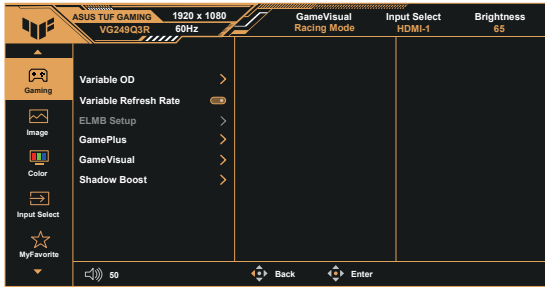 ASUS TUF GAMING 1920 x 1080
VG249Q3R 60Hz
GameVisual
Racing Mode
Input Select
HDMI-1
Brightness
65
Gaming
Image
Color
Input Select
MyFavorite
Variable OD
Variable Refresh Rate
ELMB Setup
GamePlus
GameVisual
Shadow Boost
50
Back
Enter